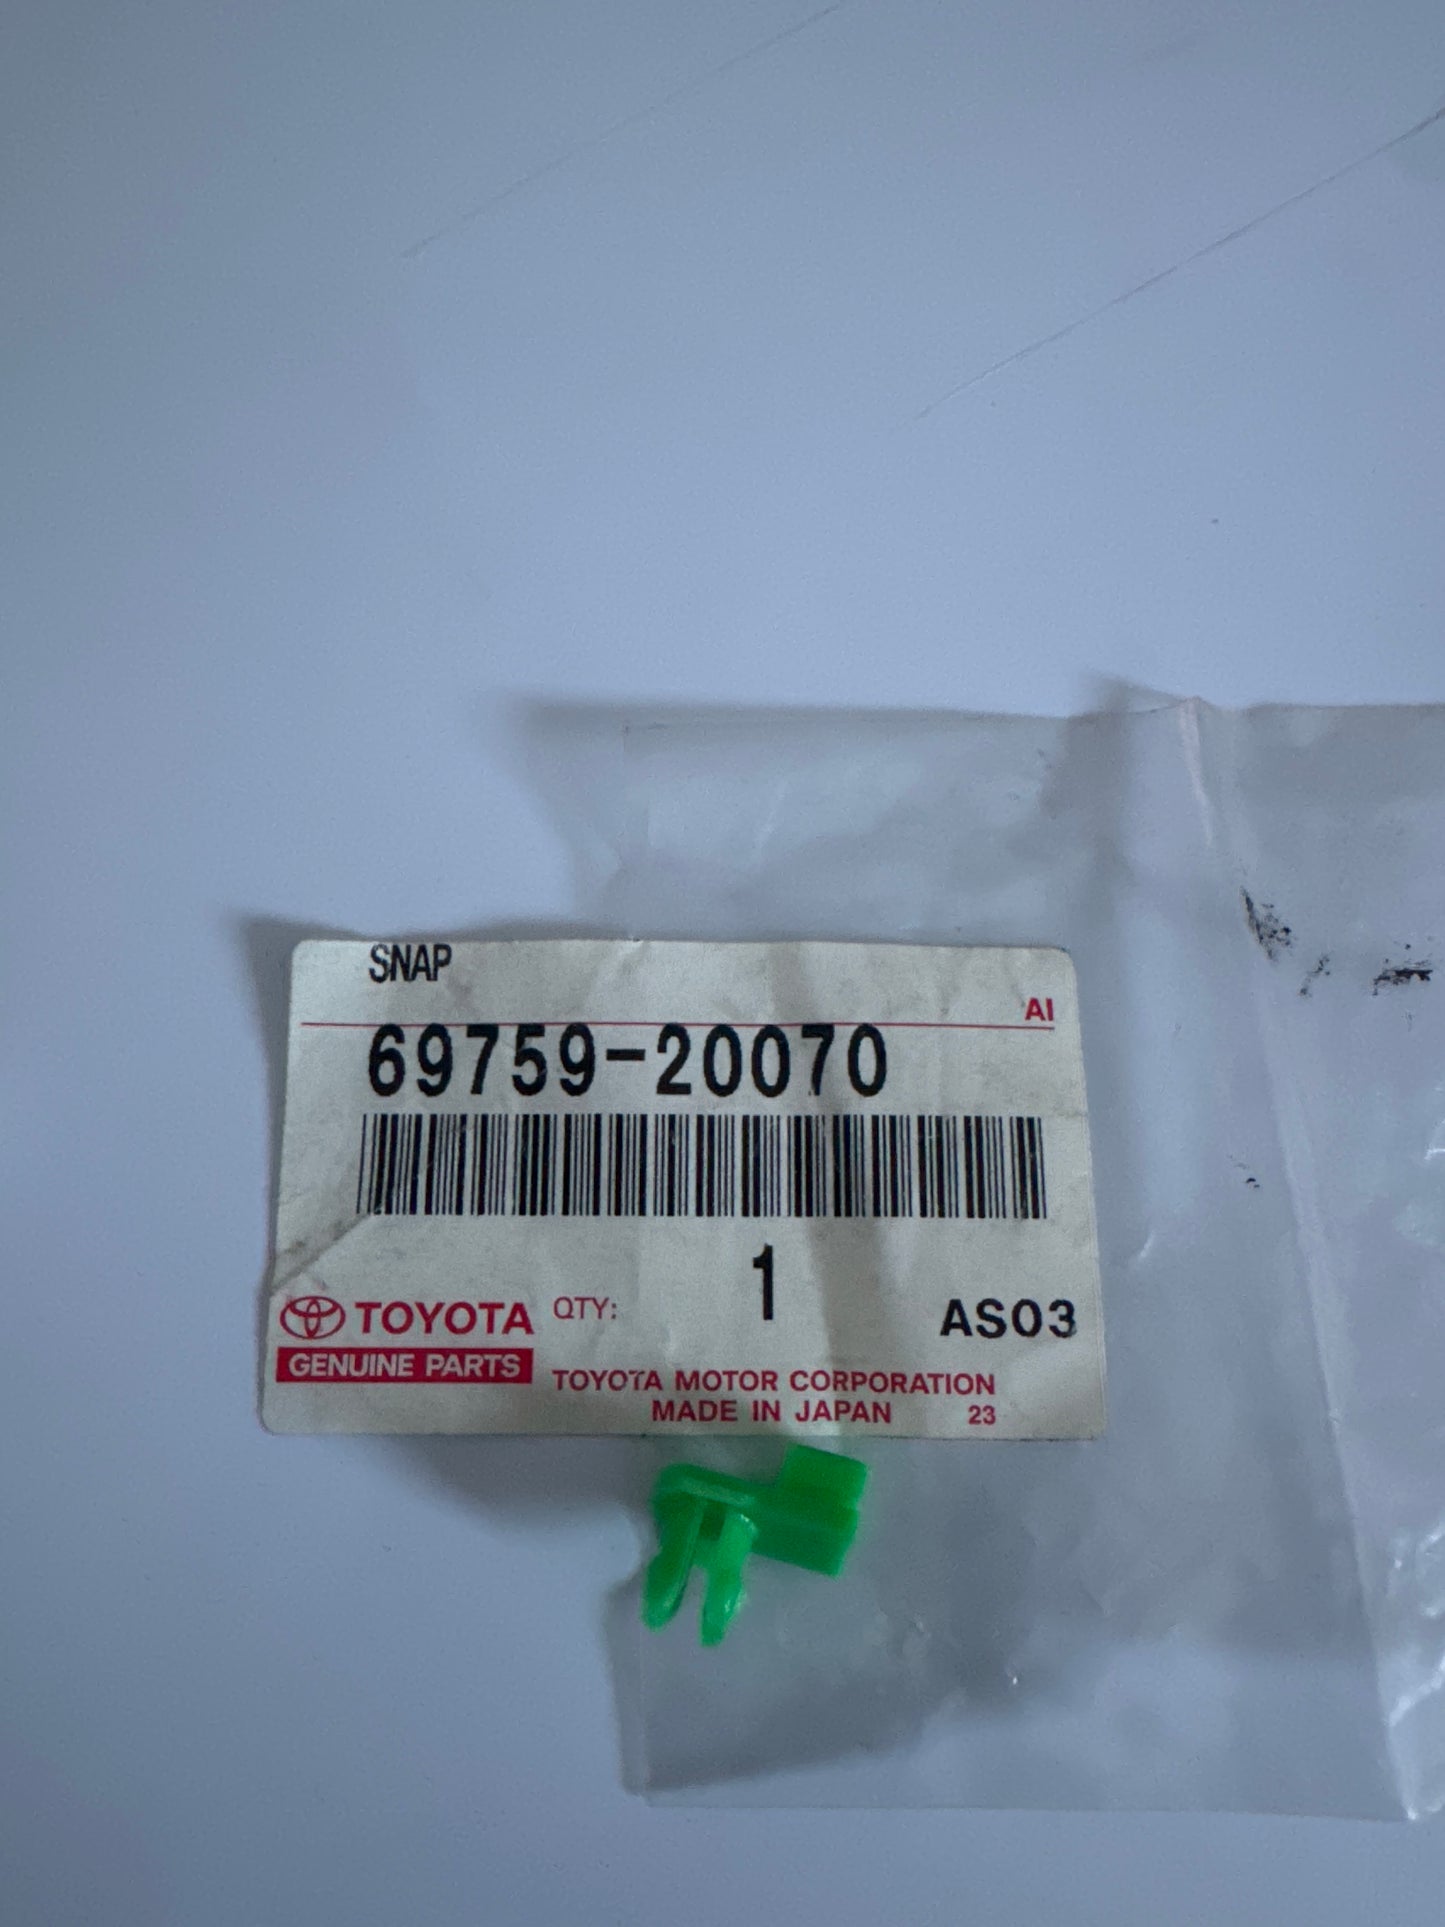 SNAP
AI
69759-20070
1
TOYOTA QTY: AS03
GENUINE PARTS
TOYOTA MOTOR CORPORATION
MADE IN JAPAN 23